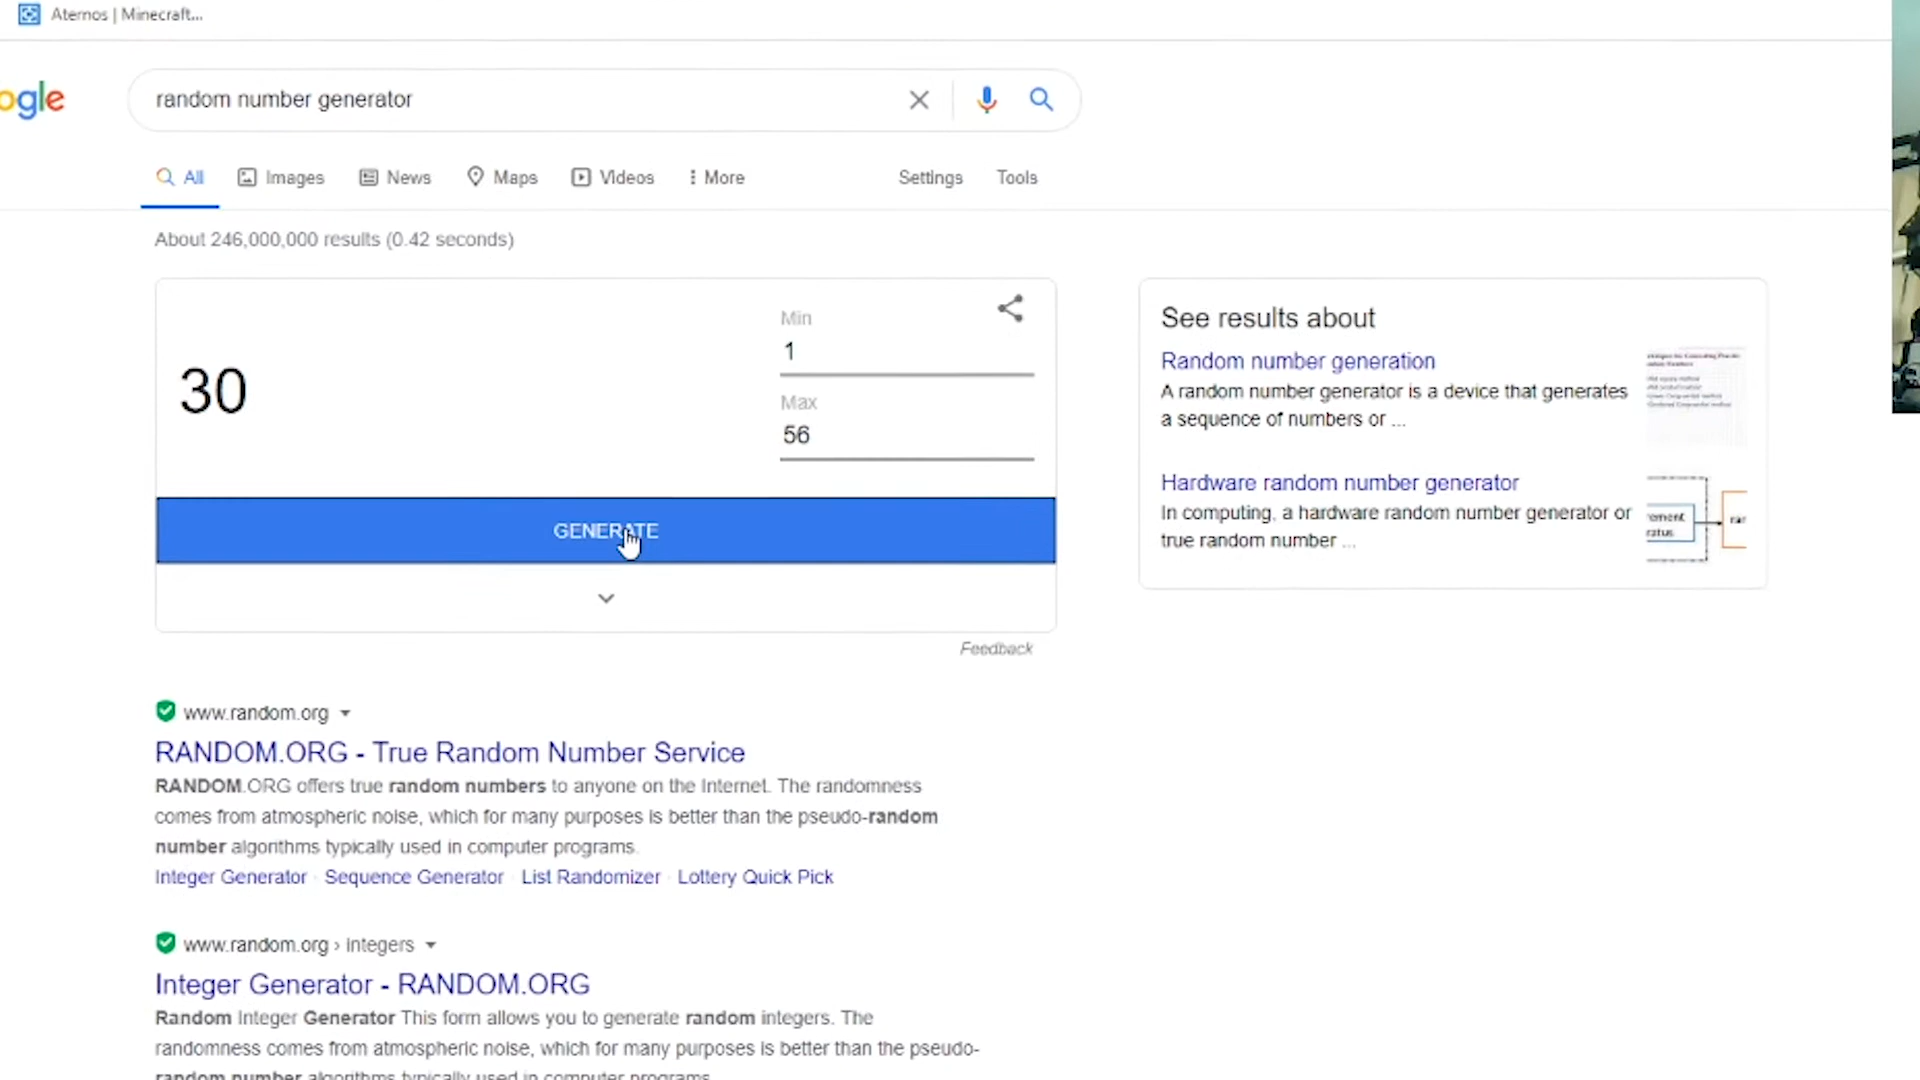 Aternos | Minecraft...
ogle
random number generator
All Images News Maps Videos More Settings Tools
About 246,000,000 results (0.42 seconds)
30
Min
1
Max
56
GENERATE
Feedback
See results about
Random number generation
A random number generator is a device that generates
a sequence of numbers or ...
Hardware random number generator
In computing, a hardware random number generator or
true random number ...
www.random.org
RANDOM.ORG - True Random Number Service
RANDOM.ORG offers true random numbers to anyone on the Internet. The randomness
comes from atmospheric noise, which for many purposes is better than the pseudo-random
number algorithms typically used in computer programs.
Integer Generator · Sequence Generator · List Randomizer · Lottery Quick Pick
www.random.org › integers
Integer Generator - RANDOM.ORG
Random Integer Generator This form allows you to generate random integers. The
randomness comes from atmospheric noise, which for many purposes is better than the pseudo-
random number algorithms typically used in computer programs.